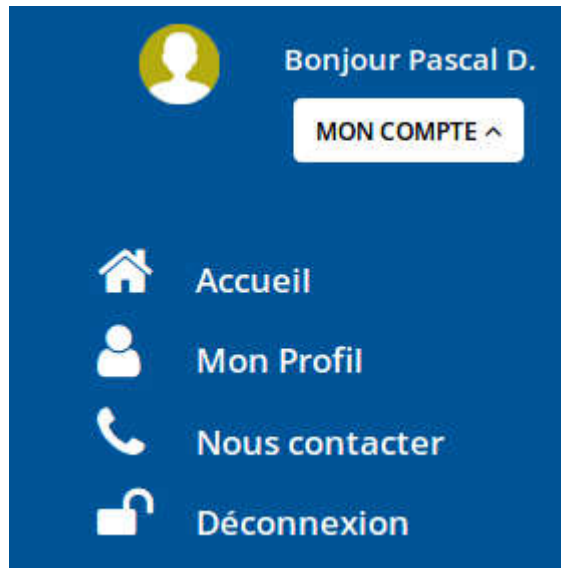 Bonjour Pascal D.
MON COMPTE
Accueil
Mon Profil
Nous contacter
Déconnexion